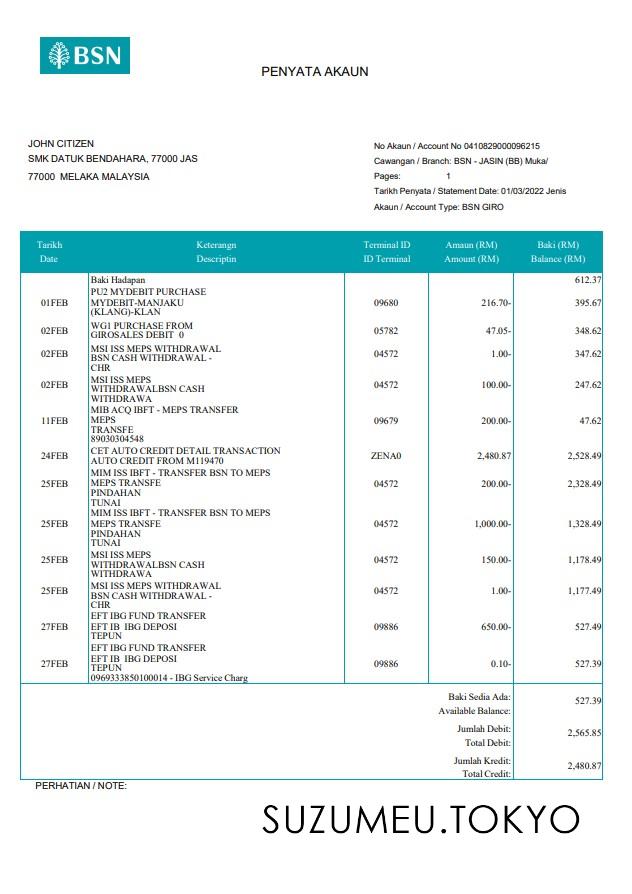 BSN
PENYATA AKAUN
JOHN CITIZEN
SMK DATUK BENDAHARA, 77000 JAS
77000 MELAKA MALAYSIA
No Akaun / Account No 0410829000096215
Cawangan / Branch: BSN - JASIN (BB) Muka/
Pages: 1
Tarikh Penyata / Statement Date: 01/03/2022 Jenis
Akaun / Account Type: BSN GIRO
Tarikh Keterangn Terminal ID Amaun (RM) Baki (RM)
Date Descriptin ID Terminal Amount (RM) Balance (RM)
Baki Hadapan 612.37
PU2 MYDEBIT PURCHASE
01FEB MYDEBIT-MANJAKU 09680 216.70- 395.67
(KLANG)-KLAN
WG1 PURCHASE FROM
02FEB GIROSALES DEBIT 0 05782 47.05- 348.62
MSI ISS MEPS WITHDRAWAL
02FEB BSN CASH WITHDRAWAL - 04572 1.00- 347.62
CHR
MSI ISS MEPS
02FEB WITHDRAWALBSN CASH 04572 100.00- 247.62
WITHDRAWA
MIB ACQ IBFT - MEPS TRANSFER
11FEB MEPS 09679 200.00- 47.62
TRANSFE
89030304548
CET AUTO CREDIT DETAIL TRANSACTION
24FEB AUTO CREDIT FROM M119470 ZENA0 2,480.87 2,528.49
MIM ISS IBFT - TRANSFER BSN TO MEPS
25FEB MEPS TRANSFE 04572 200.00- 2,328.49
PINDAHAN
TUNAI
MIM ISS IBFT - TRANSFER BSN TO MEPS
25FEB MEPS TRANSFE 04572 1,000.00- 1,328.49
PINDAHAN
TUNAI
MSI ISS MEPS
25FEB WITHDRAWALBSN CASH 04572 150.00- 1,178.49
WITHDRAWA
MSI ISS MEPS WITHDRAWAL
25FEB BSN CASH WITHDRAWAL - 04572 1.00- 1,177.49
CHR
EFT IBG FUND TRANSFER
27FEB EFT IB IBG DEPOSI 09886 650.00- 527.49
TEPUN
EFT IBG FUND TRANSFER
27FEB EFT IB IBG DEPOSI 09886 0.10- 527.39
TEPUN
0969333850100014 - IBG Service Charg
Baki Sedia Ada: 527.39
Available Balance:
Jumlah Debit: 2,565.85
Total Debit:
Jumlah Kredit: 2,480.87
Total Credit:
PERHATIAN / NOTE:
SUZUMEU.TOKYO